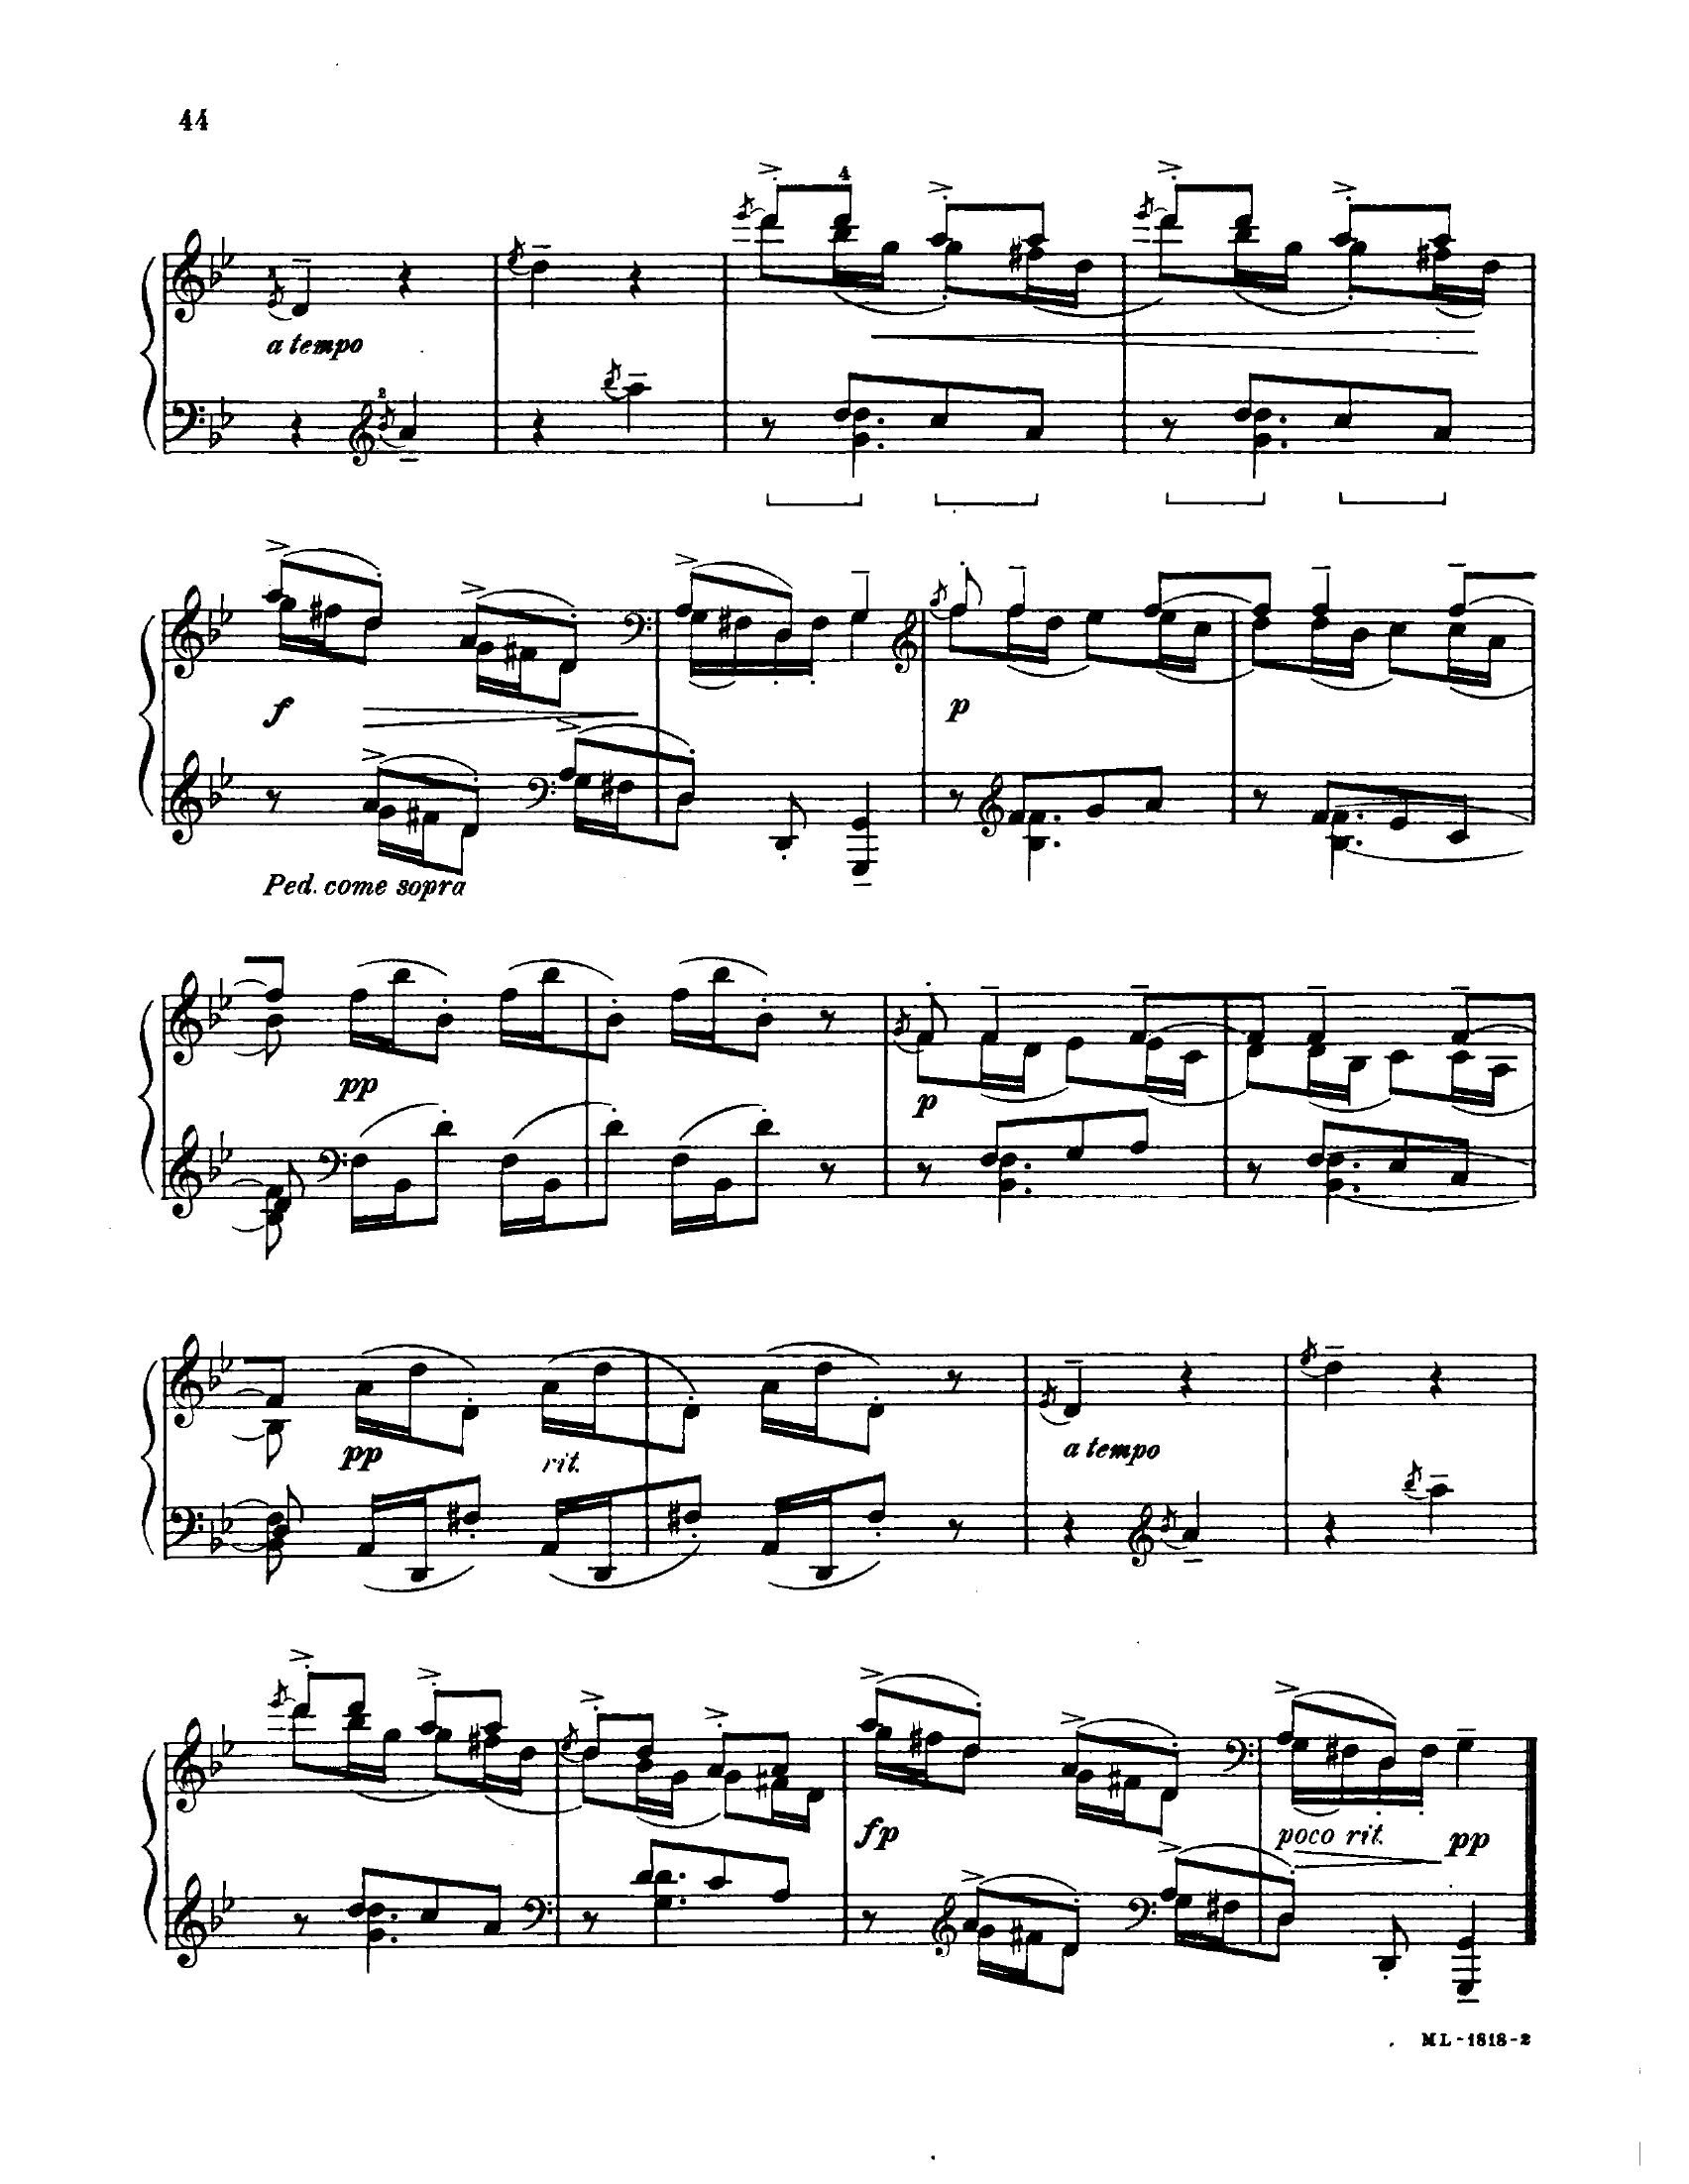 44
4
a tempo
2
f
p
Ped. come sopra
pp
p
pp
rit.
a tempo
fp
poco rit.
pp
ML-1818-2